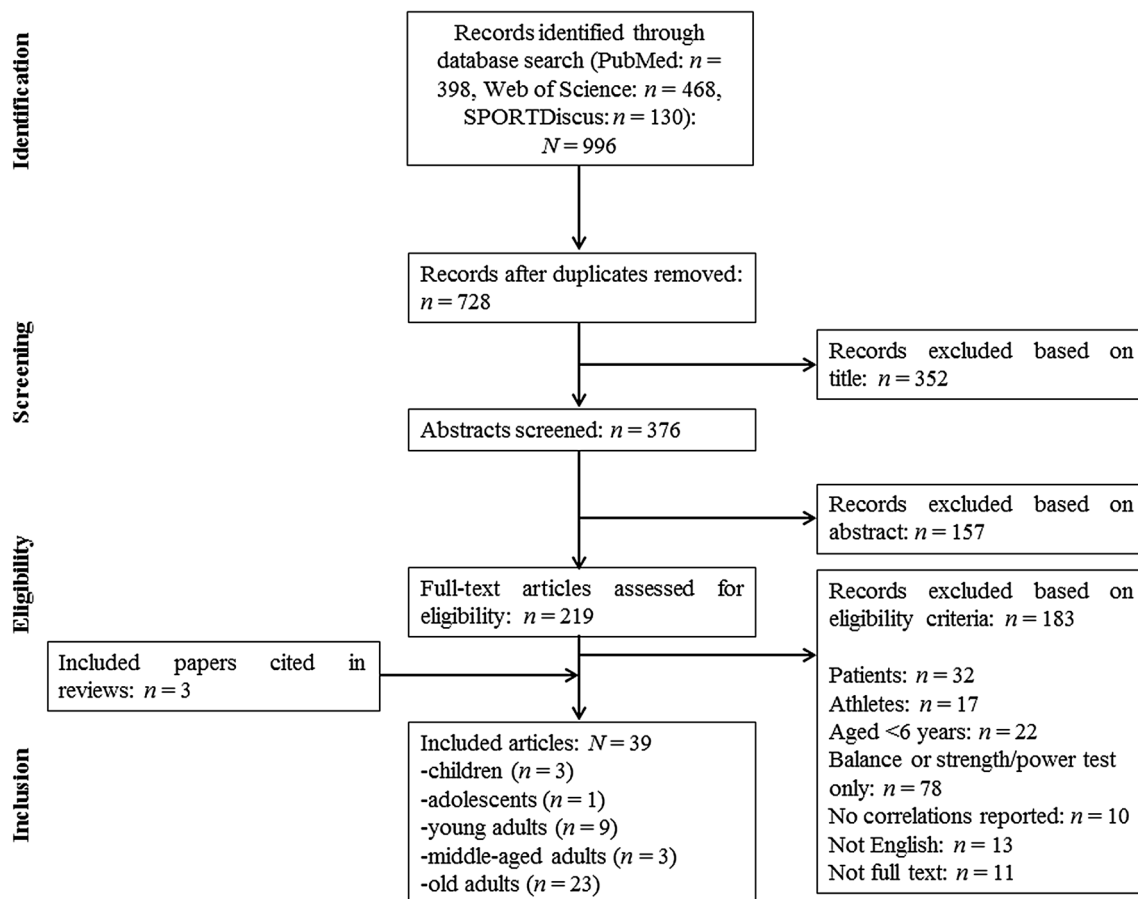 Identification
Records identified through
database search (PubMed: n =
398, Web of Science: n = 468,
SPORTDiscus: n = 130):
N = 996
Screening
Records after duplicates removed:
n = 728
Records excluded based on
title: n = 352
Abstracts screened: n = 376
Eligibility
Records excluded based on
abstract: n = 157
Full-text articles assessed for
eligibility: n = 219
Records excluded based on
eligibility criteria: n = 183
Patients: n = 32
Athletes: n = 17
Aged <6 years: n = 22
Balance or strength/power test
only: n = 78
No correlations reported: n = 10
Not English: n = 13
Not full text: n = 11
Included papers cited in
reviews: n = 3
Inclusion
Included articles: N = 39
-children (n = 3)
-adolescents (n = 1)
-young adults (n = 9)
-middle-aged adults (n = 3)
-old adults (n = 23)